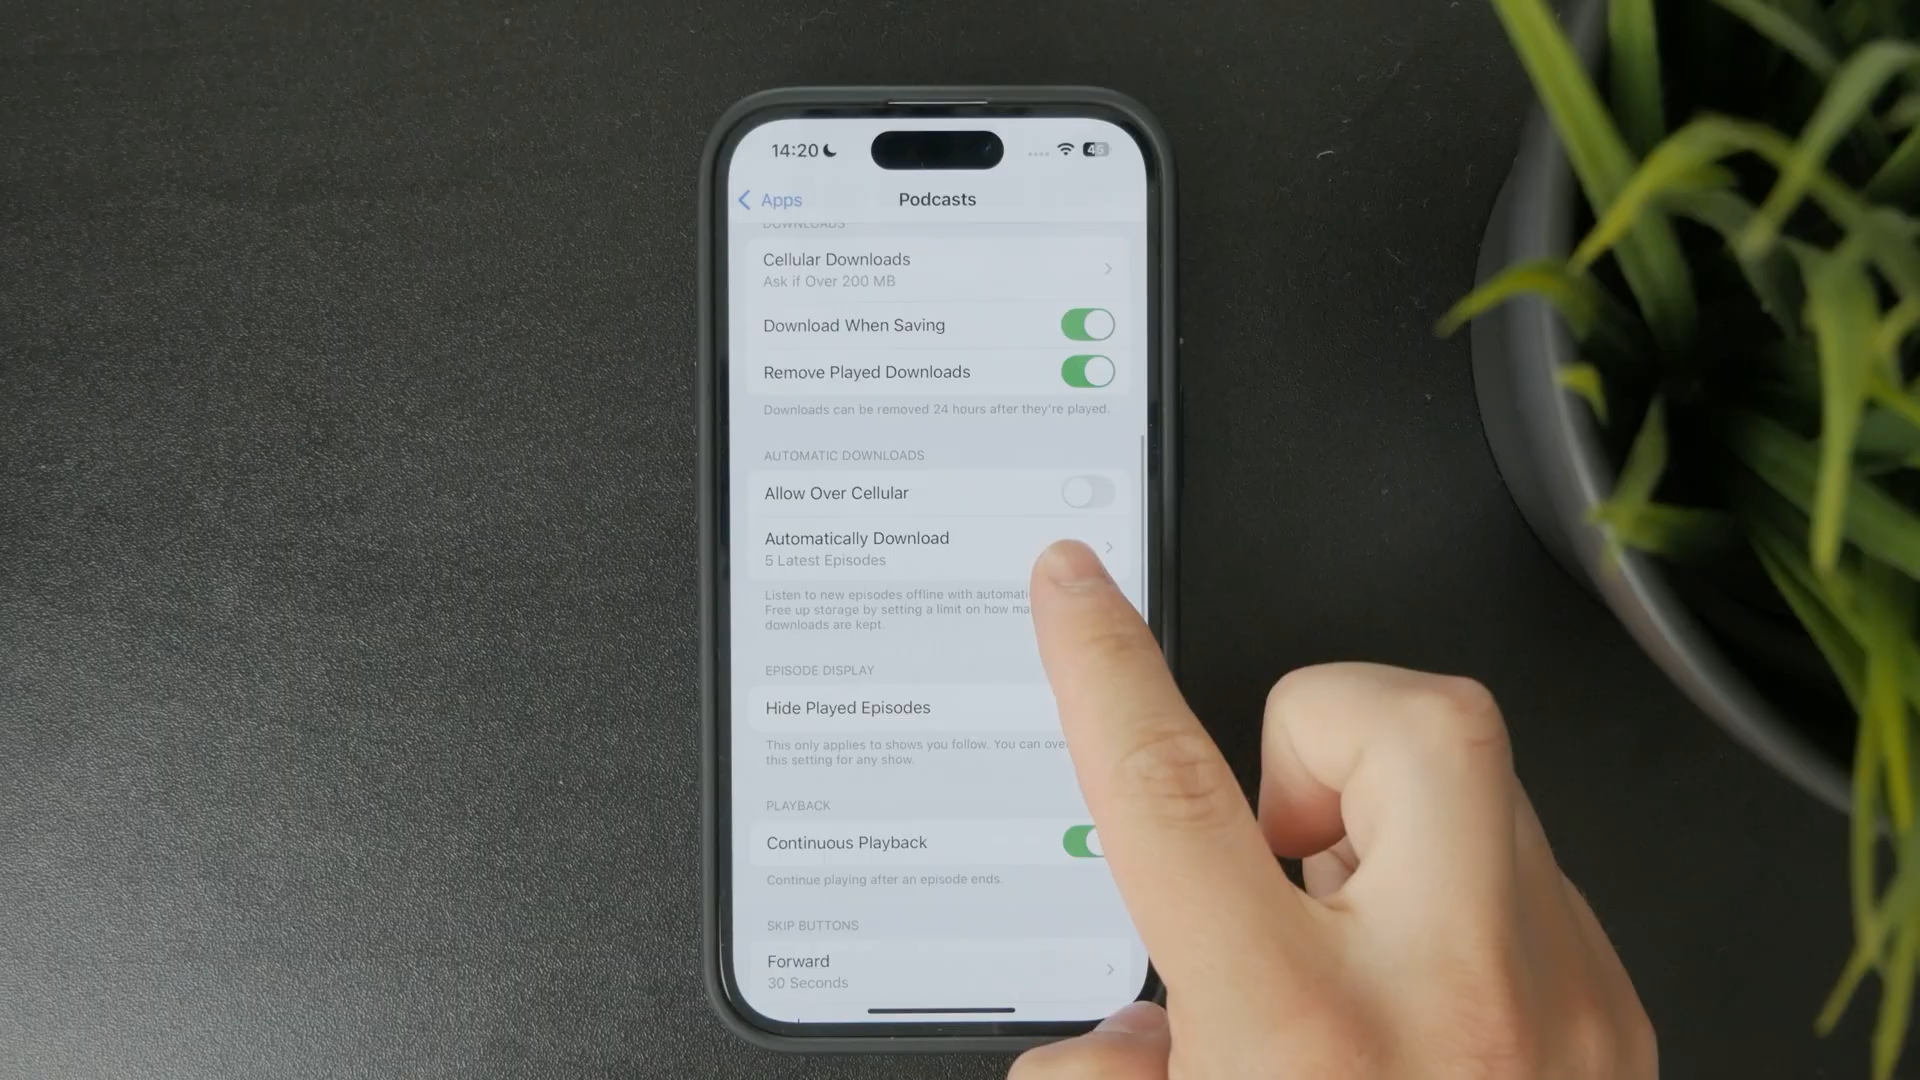 14:20
45
Apps
Podcasts
DOWNLOADS
Cellular Downloads
Ask if Over 200 MB
Download When Saving
Remove Played Downloads
Downloads can be removed 24 hours after they're played.
AUTOMATIC DOWNLOADS
Allow Over Cellular
Automatically Download
5 Latest Episodes
Listen to new episodes offline with
Free up storage by setting a limit on how
downloads are kept.
EPISODE DISPLAY
Hide Played Episodes
This only applies to shows you follow. You can
this setting for any show.
PLAYBACK
Continuous Playback
Continue playing after an episode ends.
SKIP BUTTONS
Forward
30 Seconds